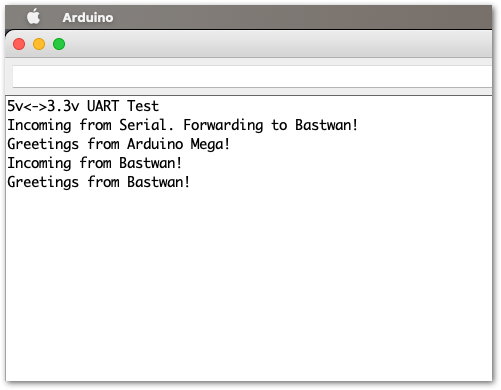 Arduino
5v<->3.3v UART Test
Incoming from Serial. Forwarding to Bastwan!
Greetings from Arduino Mega!
Incoming from Bastwan!
Greetings from Bastwan!